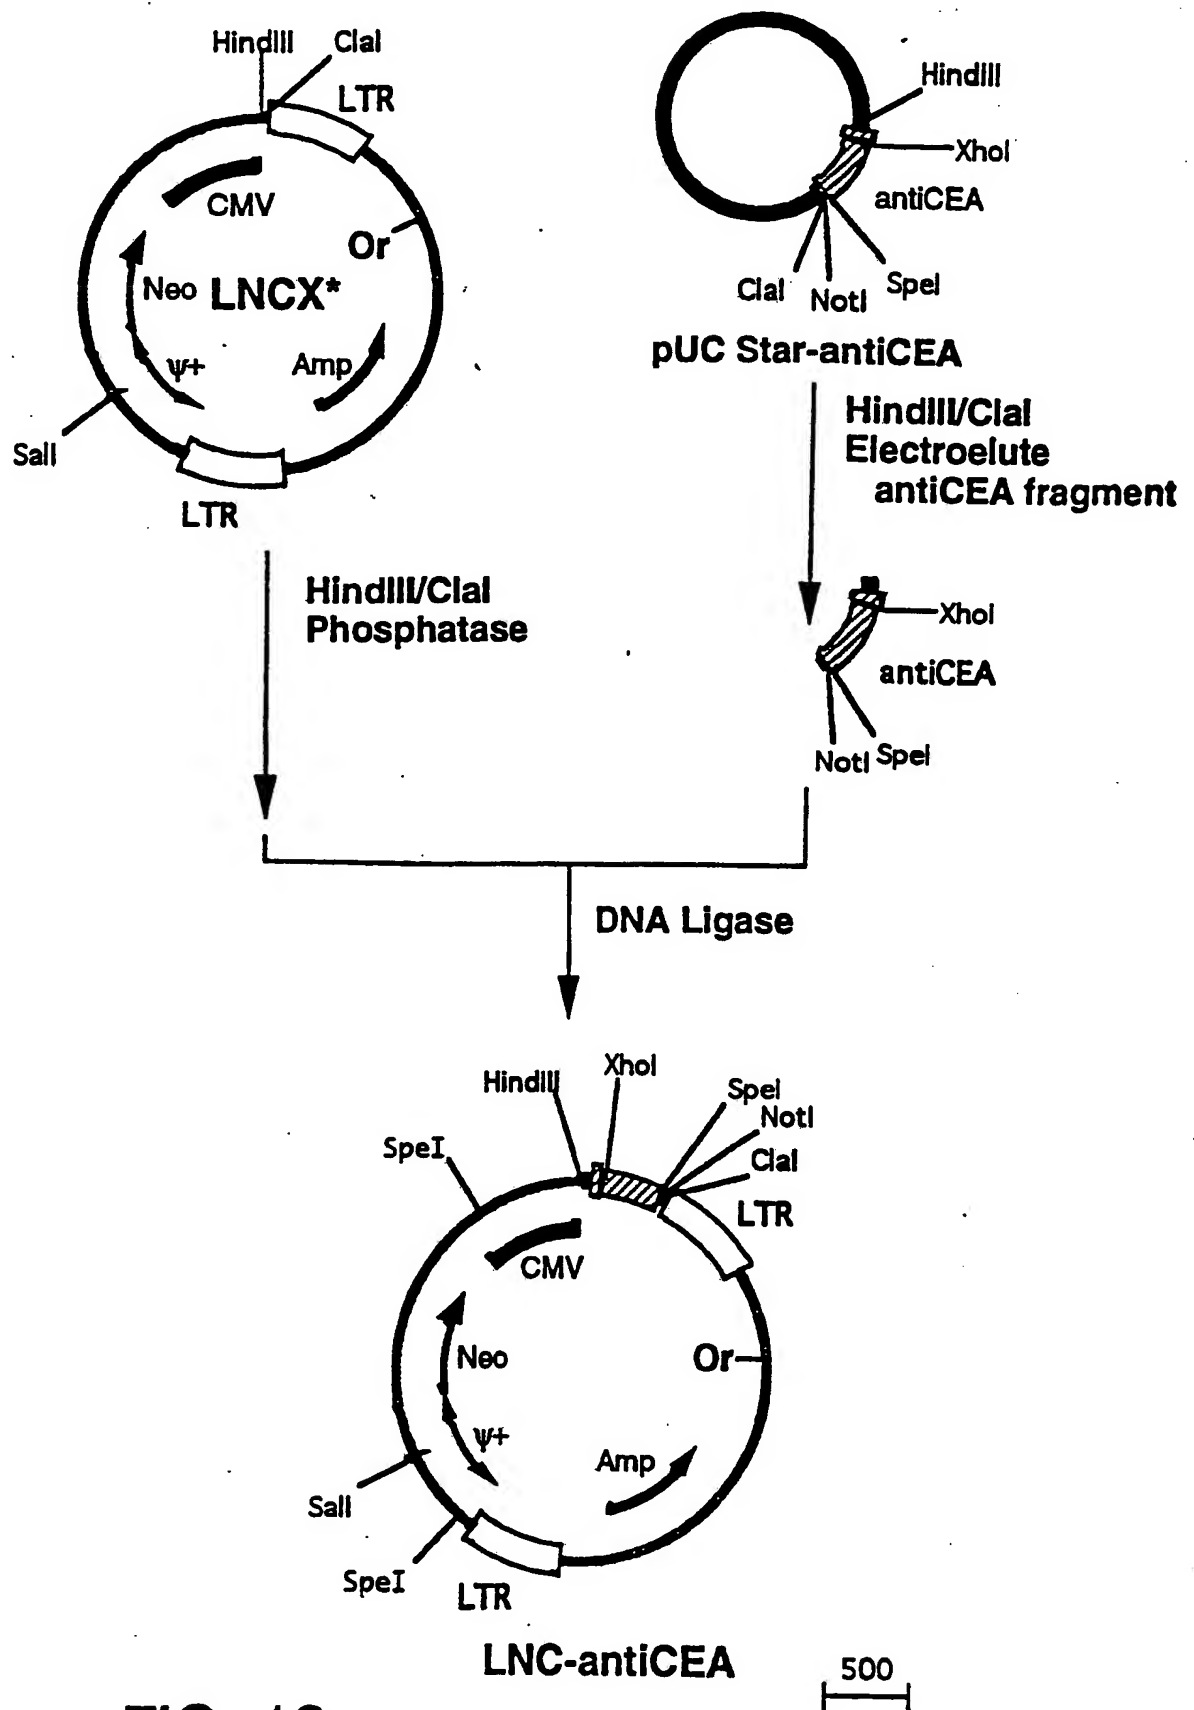 HindIII ClaI
LTR
CMV
Or
Neo LNCX*
ψ+
Amp
SalI
LTR
HindIII
XhoI
antiCEA
ClaI NotI SpeI
pUC Star-antiCEA
HindIII/ClaI
Electroelute
antiCEA fragment
HindIII/ClaI
Phosphatase
XhoI
antiCEA
NotI SpeI
DNA Ligase
HindIII XhoI
SpeI
NotI
ClaI
SpeI
LTR
CMV
Neo
Or
ψ+
Amp
SalI
SpeI
LTR
LNC-antiCEA
500